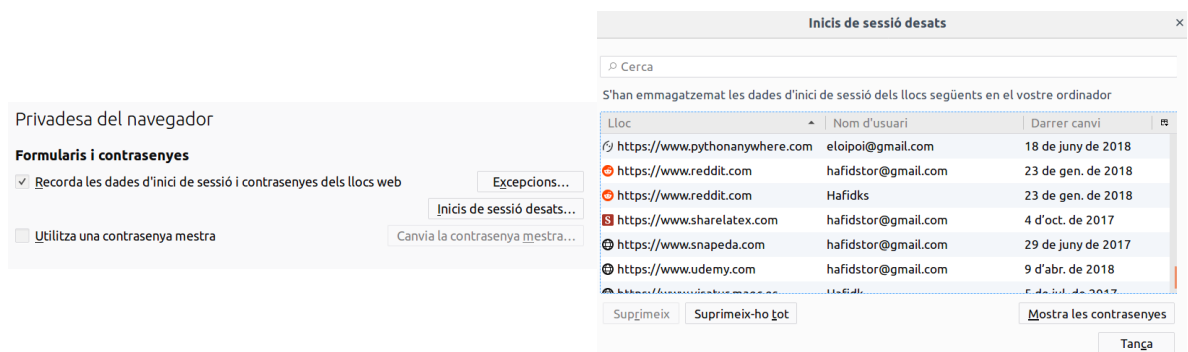 Privadesa del navegador
Formularis i contrasenyes
Recorda les dades d'inici de sessió i contrasenyes dels llocs web
Excepcions...
Inicis de sessió desats...
Utilitza una contrasenya mestra
Canvia la contrasenya mestra...
Inicis de sessió desats
Cerca
S'han emmagatzemat les dades d'inici de sessió dels llocs següents en el vostre ordinador
Lloc Nom d'usuari Darrer canvi
https://www.pythonanywhere.com eloipoi@gmail.com 18 de juny de 2018
https://www.reddit.com hafidstor@gmail.com 23 de gen. de 2018
https://www.reddit.com Hafidks 23 de gen. de 2018
https://www.sharelatex.com hafidstor@gmail.com 4 d'oct. de 2017
https://www.snapeda.com hafidstor@gmail.com 29 de juny de 2017
https://www.udemy.com hafidstor@gmail.com 9 d'abr. de 2018
Suprimeix Suprimeix-ho tot Mostra les contrasenyes
Tanca